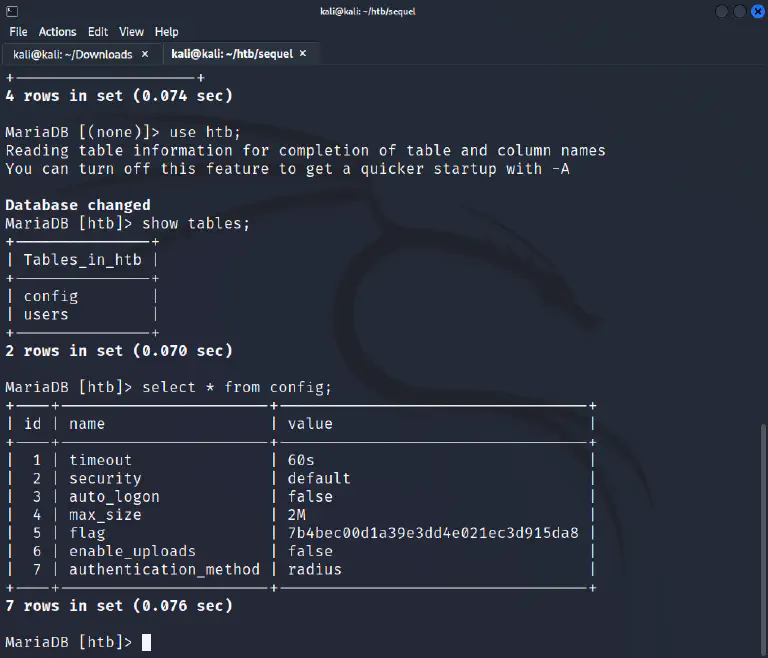 kali@kali: ~/htb/sequel
File Actions Edit View Help
kali@kali: ~/Downloads × kali@kali: ~/htb/sequel ×
+--------------------+
4 rows in set (0.074 sec)
MariaDB [(none)]> use htb;
Reading table information for completion of table and column names
You can turn off this feature to get a quicker startup with -A
Database changed
MariaDB [htb]> show tables;
+---------------+
| Tables_in_htb |
+---------------+
| config        |
| users         |
+---------------+
2 rows in set (0.070 sec)
MariaDB [htb]> select * from config;
+----+-----------------------+----------------------------------+
| id | name                  | value                            |
+----+-----------------------+----------------------------------+
|  1 | timeout               | 60s                              |
|  2 | security              | default                          |
|  3 | auto_logon            | false                            |
|  4 | max_size              | 2M                               |
|  5 | flag                  | 7b4bec00d1a39e3dd4e021ec3d915da8 |
|  6 | enable_uploads        | false                            |
|  7 | authentication_method | radius                           |
+----+-----------------------+----------------------------------+
7 rows in set (0.076 sec)
MariaDB [htb]>